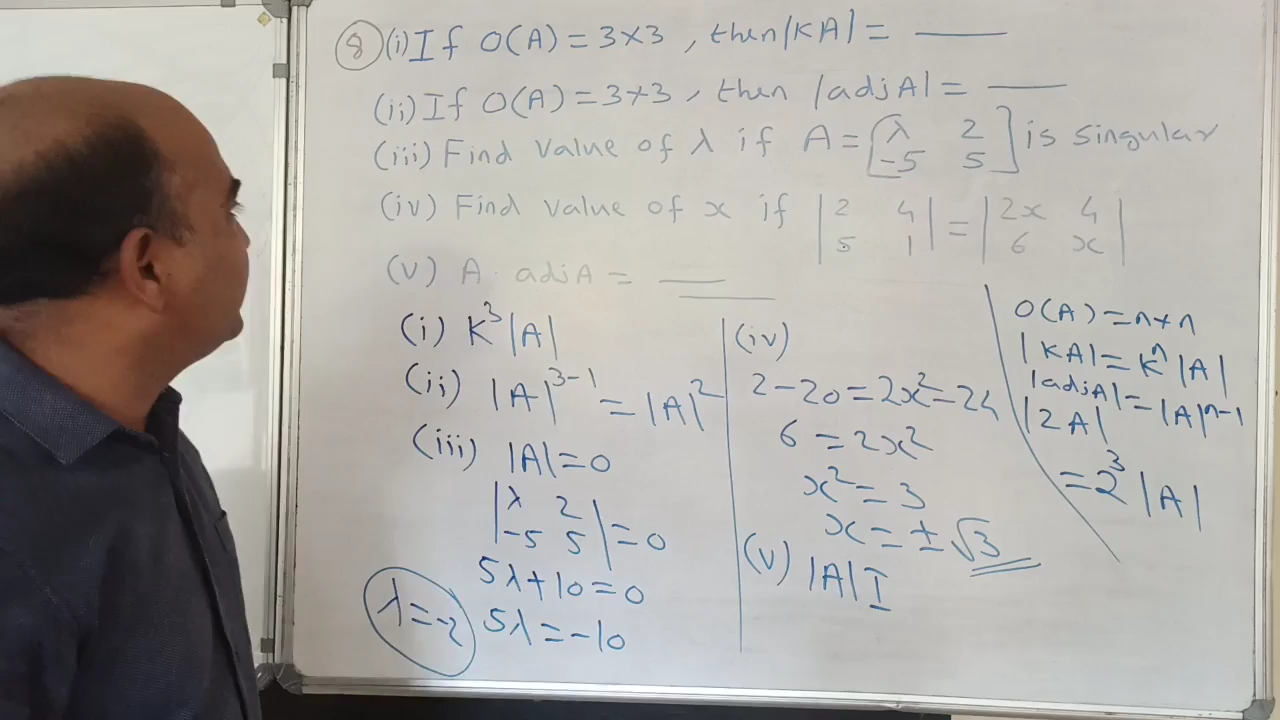 8 (i) If O(A) = 3×3, then |KA| = ____
(ii) If O(A) = 3×3, then |adjA| = ____
(iii) Find value of λ if A = [λ 2
-5 5] is singular
(iv) Find value of x if |2 4
5 1| = |2x 4
6 x|
(v) A. adjA = ____
(i) K³|A|
(ii) |A|³⁻¹ = |A|²
(iii) |A| = 0
|λ 2
-5 5| = 0
5λ + 10 = 0
5λ = -10
λ = -2
(iv)
2 - 20 = 2x² - 24
6 = 2x²
x² = 3
x = ± √3
(v) |A| I
O(A) = n×n
|KA| = Kⁿ |A|
|adjA| = |A|ⁿ⁻¹
|2A|
= 2³ |A|